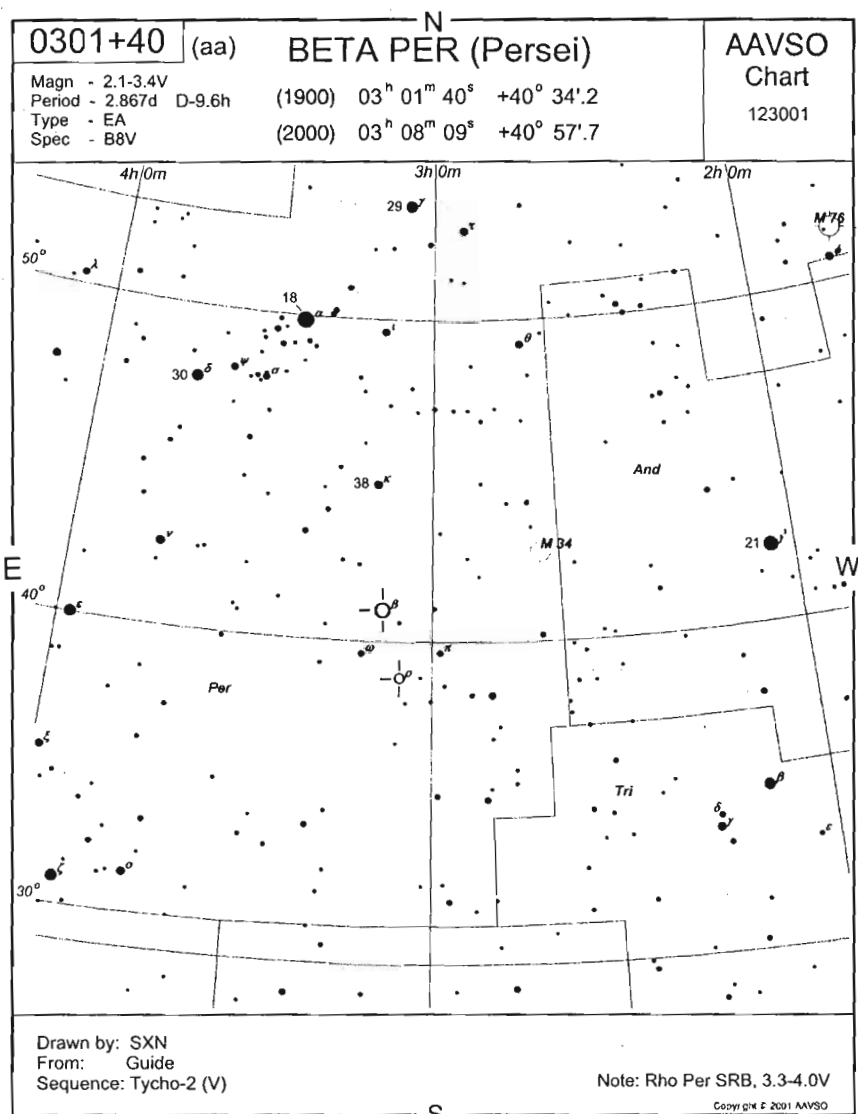 N
0301+40 (aa) BETA PER (Persei) AAVSO
Chart
123001
Magn - 2.1-3.4V
Period - 2.867d D-9.6h
Type - EA
Spec - B8V
(1900) 03h 01m 40s +40° 34'.2
(2000) 03h 08m 09s +40° 57'.7
4h 0m 3h 0m 2h 0m
29 γ
τ
M 76
φ
50°
λ
18
α
ι
θ
30 δ
ψ
σ
And
38 κ
ν
M 34
21 γ
E
W
40°
ε
β
ω
π
ρ
Per
ξ
Tri
β
δ
γ
ε
ζ
ο
30°
Drawn by: SXN
From: Guide
Sequence: Tycho-2 (V)
Note: Rho Per SRB, 3.3-4.0V
Copyright © 2001 AAVSO
S